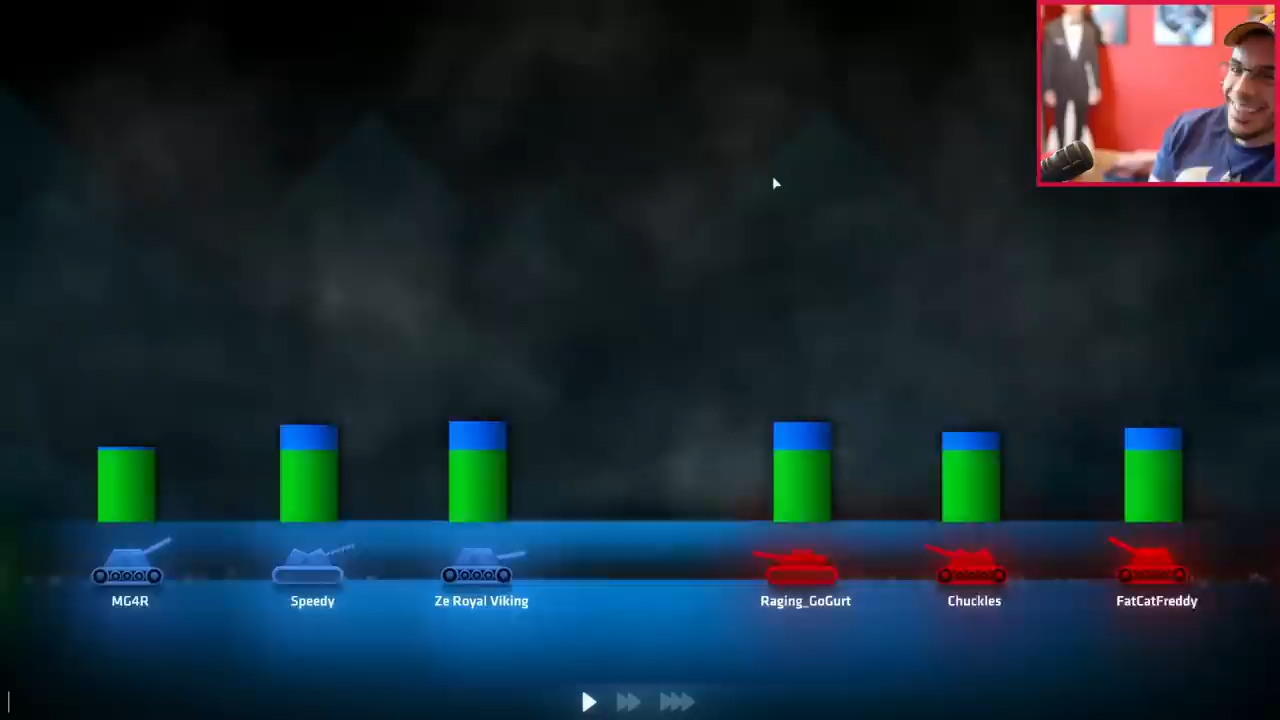 MG4R
Speedy
Ze Royal Viking
Raging_GoGurt
Chuckles
FatCatFreddy